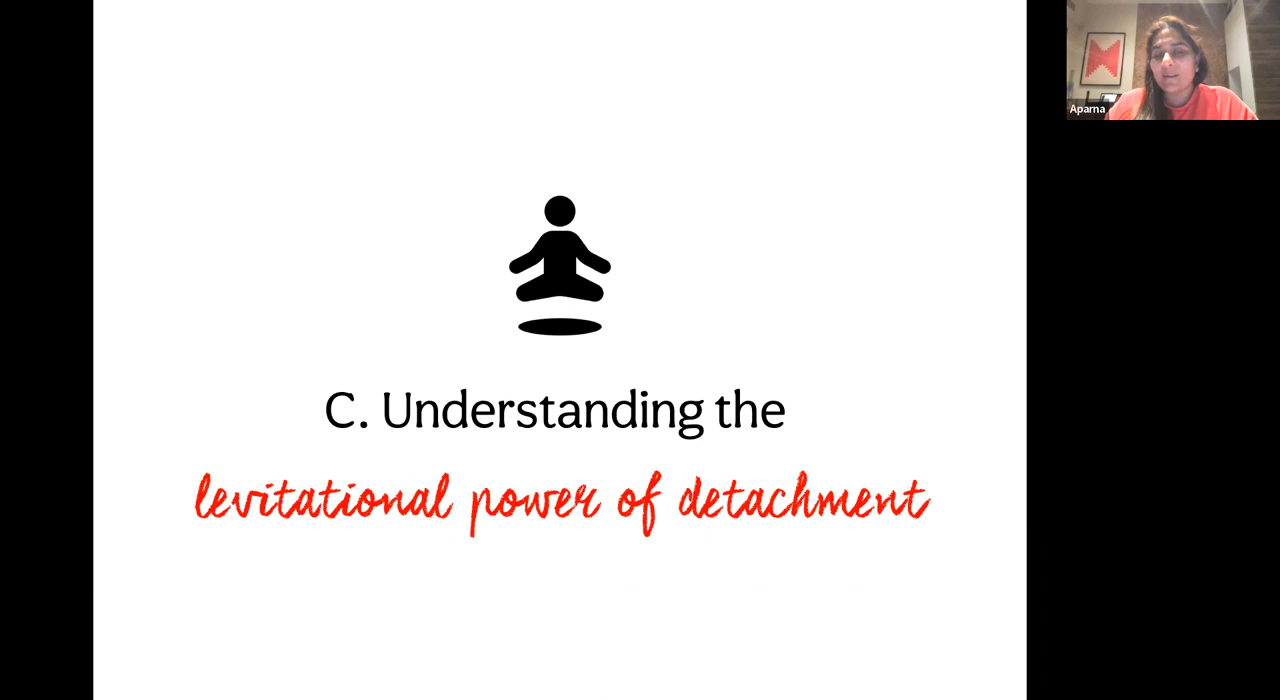 Aparna
C. Understanding the
levitational power of detachment